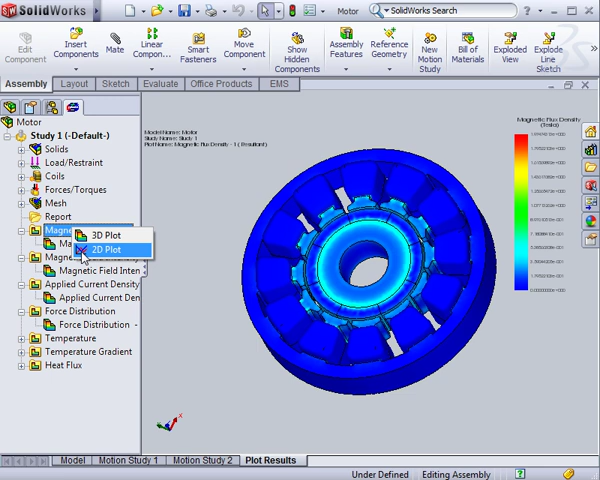 SolidWorks
Motor
SolidWorks Search
Edit Component
Insert Components
Mate
Linear Compon...
Smart Fasteners
Move Component
Show Hidden Components
Assembly Features
Reference Geometry
New Motion Study
Bill of Materials
Exploded View
Explode Line Sketch
Assembly
Layout
Sketch
Evaluate
Office Products
EMS
Motor
Study 1 (-Default-)
Solids
Load/Restraint
Coils
Forces/Torques
Mesh
Report
Magne
3D Plot
Ma
2D Plot
Magne
Magnetic Field Inten
Applied Current Density
Applied Current Den
Force Distribution
Force Distribution -
Temperature
Temperature Gradient
Heat Flux
Model Name: Motor
Study Name: Study 1
Plot Name: Magnetic Flux Density - 1 ( Resultant)
Magnetic Flux Density
(Tesla)
X
Model
Motion Study 1
Motion Study 2
Plot Results
Under Defined
Editing Assembly